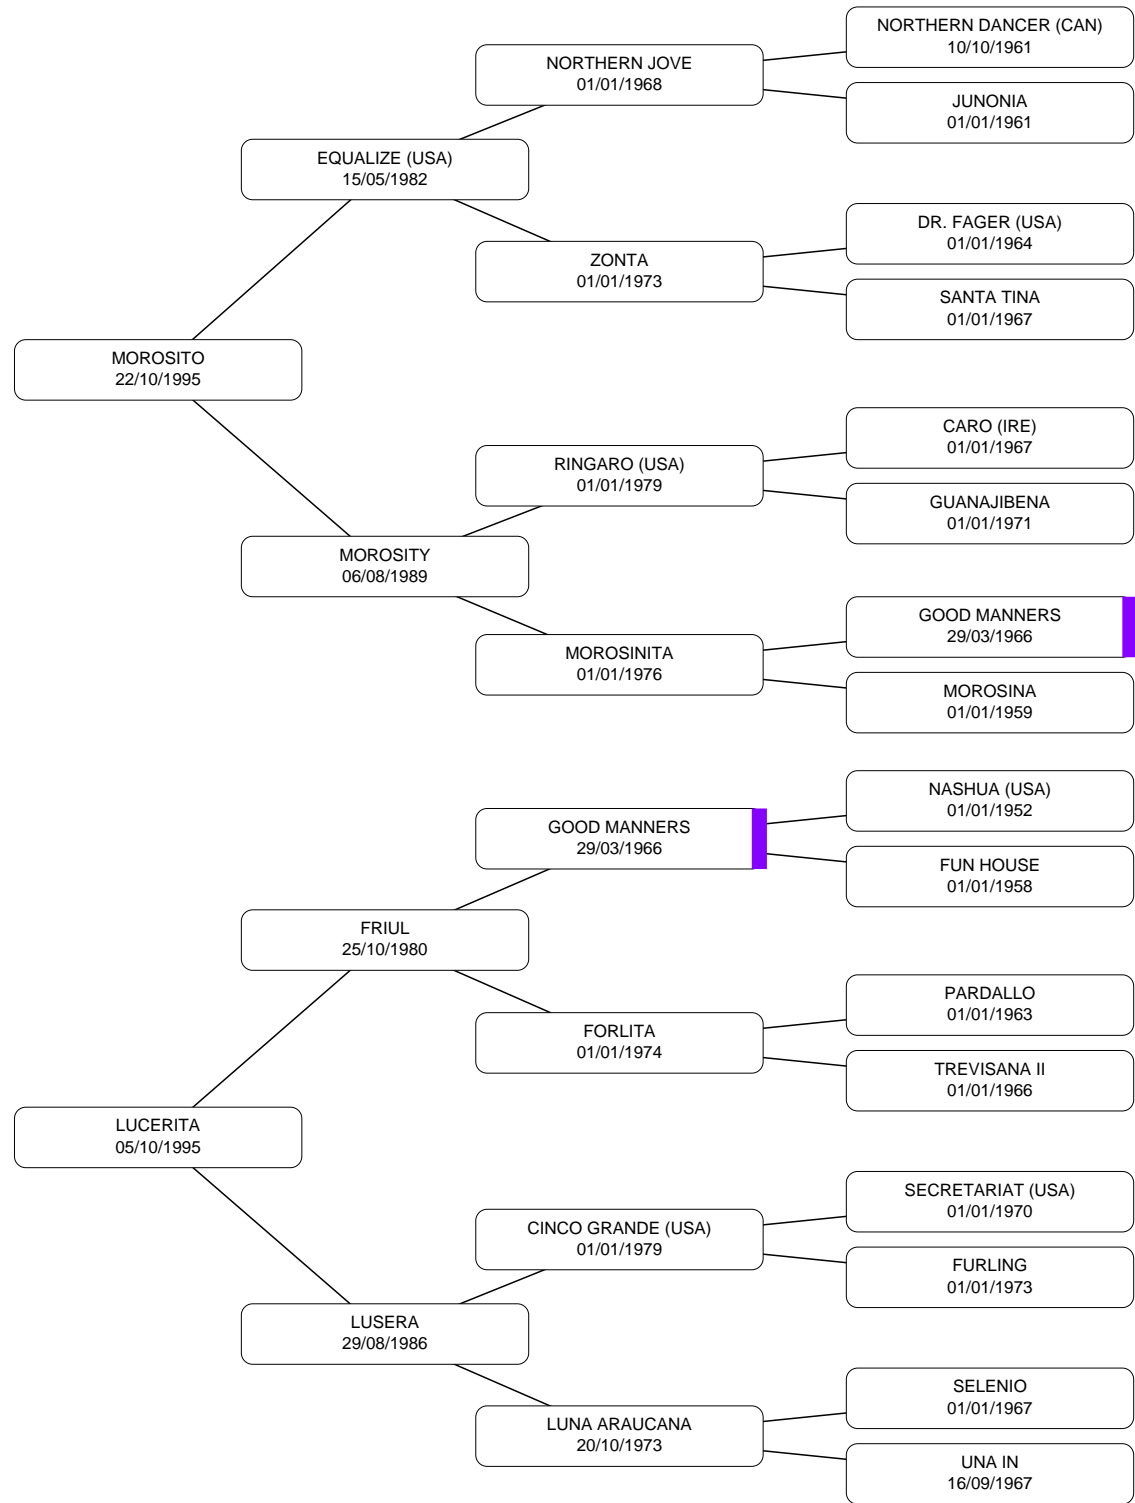 NORTHERN DANCER (CAN)
10/10/1961
NORTHERN JOVE
01/01/1968
JUNONIA
01/01/1961
EQUALIZE (USA)
15/05/1982
DR. FAGER (USA)
01/01/1964
ZONTA
01/01/1973
SANTA TINA
01/01/1967
MOROSITO
22/10/1995
CARO (IRE)
01/01/1967
RINGARO (USA)
01/01/1979
GUANAJIBENA
01/01/1971
MOROSITY
06/08/1989
GOOD MANNERS
29/03/1966
MOROSINITA
01/01/1976
MOROSINA
01/01/1959
NASHUA (USA)
01/01/1952
GOOD MANNERS
29/03/1966
FUN HOUSE
01/01/1958
FRIUL
25/10/1980
PARDALLO
01/01/1963
FORLITA
01/01/1974
TREVISANA II
01/01/1966
LUCERITA
05/10/1995
SECRETARIAT (USA)
01/01/1970
CINCO GRANDE (USA)
01/01/1979
FURLING
01/01/1973
LUSERA
29/08/1986
SELENIO
01/01/1967
LUNA ARAUCANA
20/10/1973
UNA IN
16/09/1967